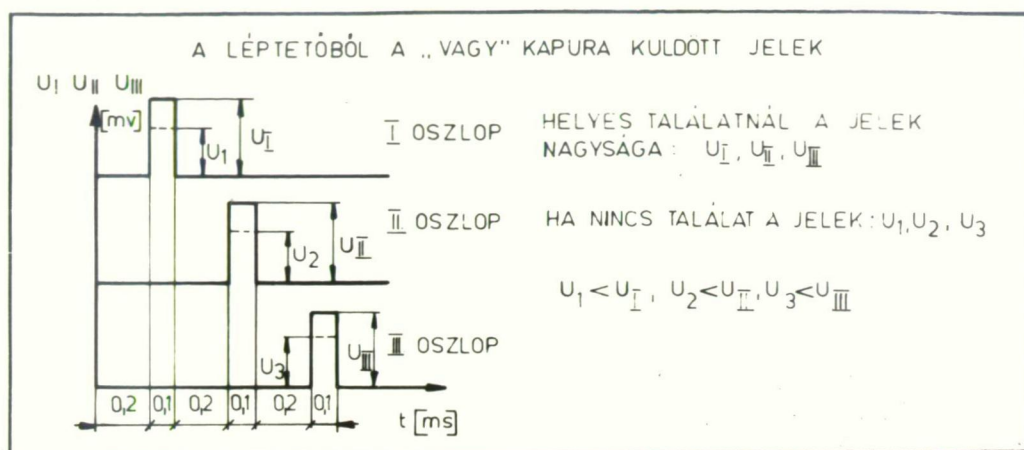 A LÉPTETŐBŐL A „VAGY" KAPURA KULDÖTT JELEK
U_I U_II U_III
[mv]
U_1 U_I
I OSZLOP
HELYES TALÁLATNÁL A JELEK
NAGYSÁGA: U_I, U_II, U_III
U_2 U_II
II OSZLOP
HA NINCS TALÁLAT A JELEK: U_1, U_2, U_3
U_1 < U_I, U_2 < U_II, U_3 < U_III
U_3 U_III
III OSZLOP
0,2 0,1 0,2 0,1 0,2 0,1
t [ms]